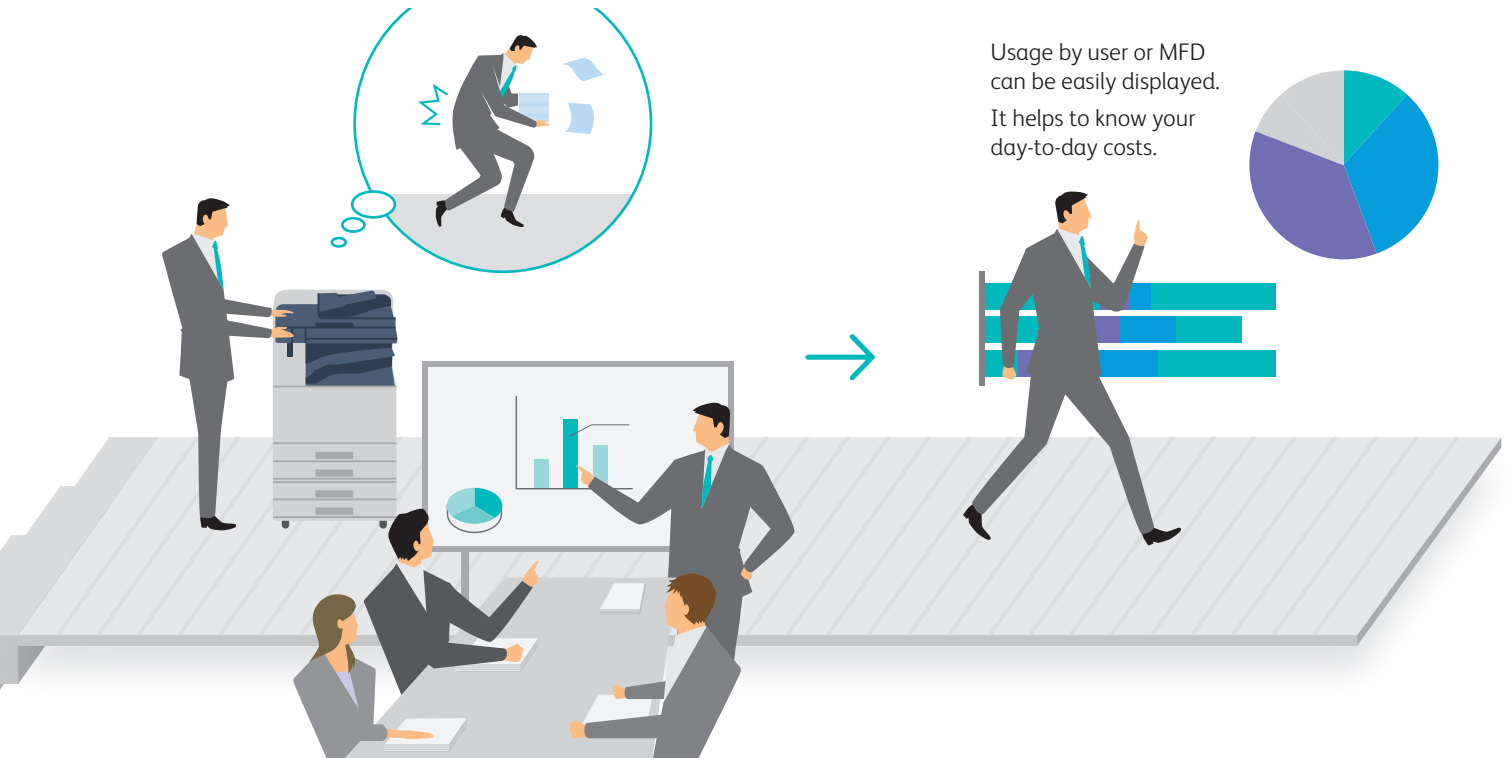 Usage by user or MFD
can be easily displayed.
It helps to know your
day-to-day costs.